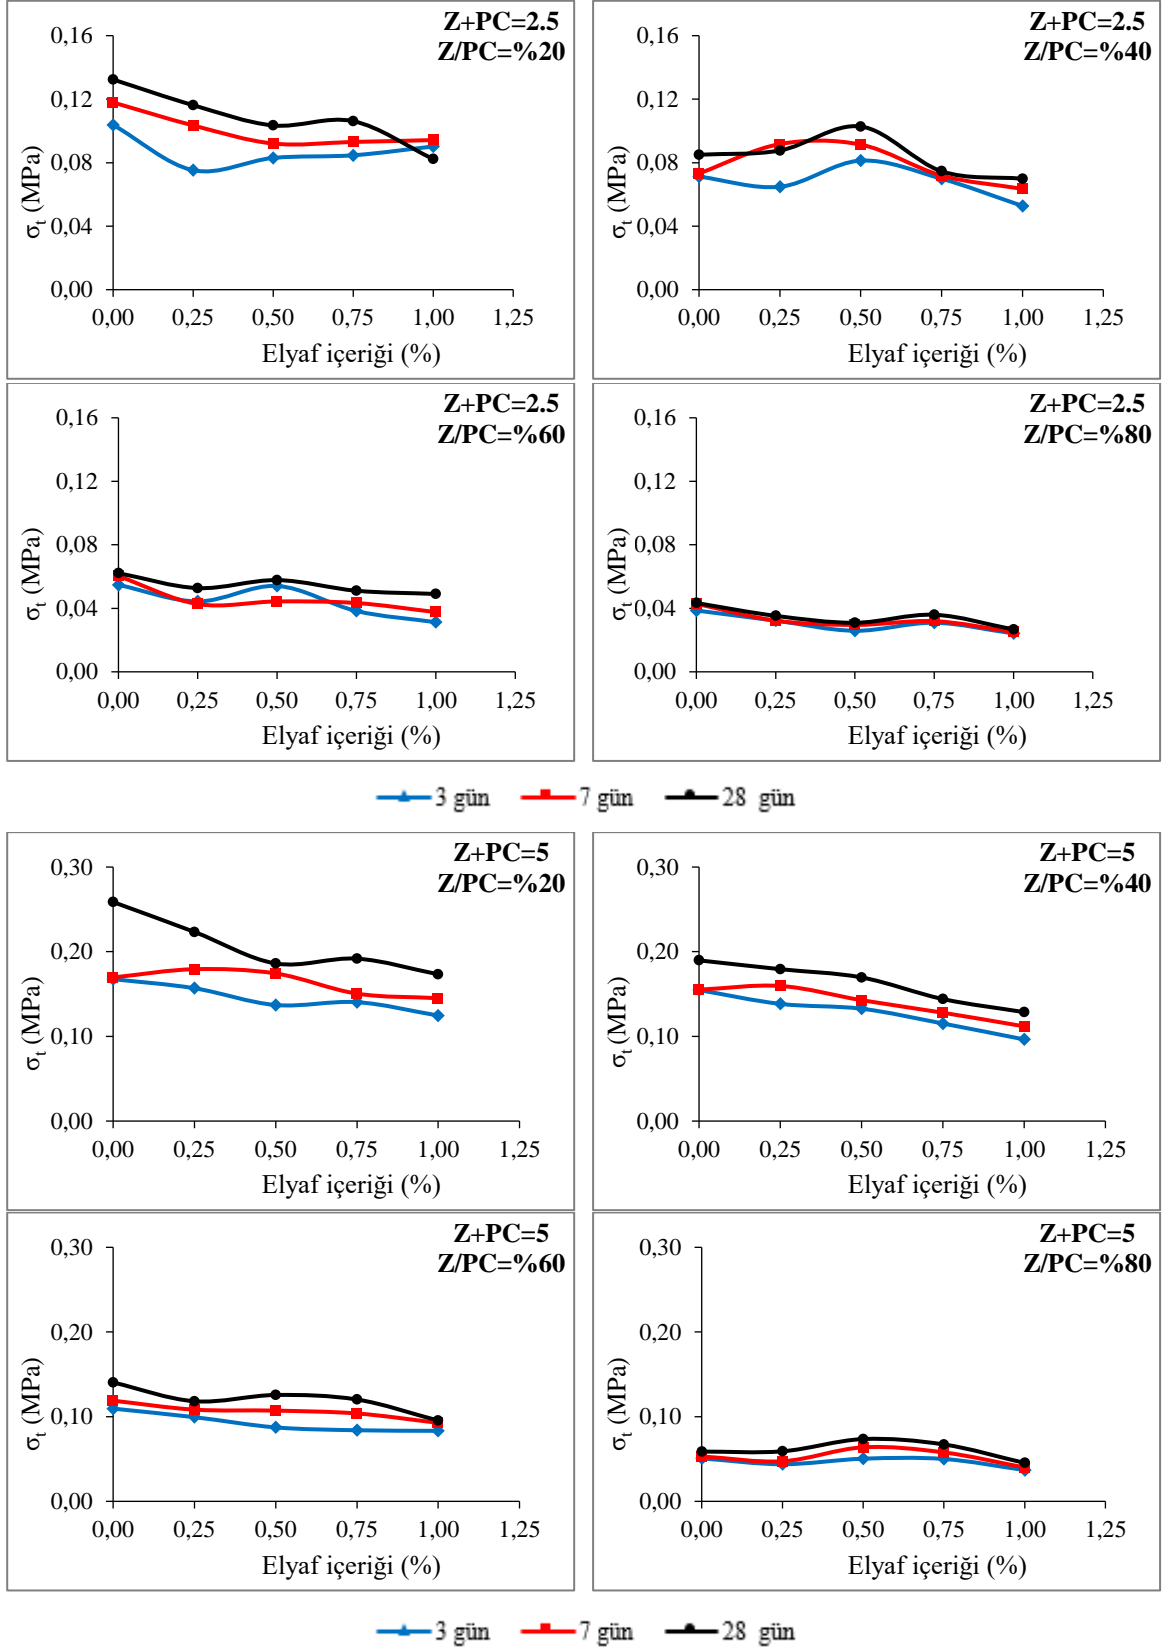 Z+PC=2.5
Z/PC=%20
0,16
0,12
0,08
0,04
0,00
σt (MPa)
0,00 0,25 0,50 0,75 1,00 1,25
Elyaf içeriği (%)
Z+PC=2.5
Z/PC=%40
0,16
0,12
0,08
0,04
0,00
σt (MPa)
0,00 0,25 0,50 0,75 1,00 1,25
Elyaf içeriği (%)
Z+PC=2.5
Z/PC=%60
0,16
0,12
0,08
0,04
0,00
σt (MPa)
0,00 0,25 0,50 0,75 1,00 1,25
Elyaf içeriği (%)
Z+PC=2.5
Z/PC=%80
0,16
0,12
0,08
0,04
0,00
σt (MPa)
0,00 0,25 0,50 0,75 1,00 1,25
Elyaf içeriği (%)
3 gün 7 gün 28 gün
Z+PC=5
Z/PC=%20
0,30
0,20
0,10
0,00
σt (MPa)
0,00 0,25 0,50 0,75 1,00 1,25
Elyaf içeriği (%)
Z+PC=5
Z/PC=%40
0,30
0,20
0,10
0,00
σt (MPa)
0,00 0,25 0,50 0,75 1,00 1,25
Elyaf içeriği (%)
Z+PC=5
Z/PC=%60
0,30
0,20
0,10
0,00
σt (MPa)
0,00 0,25 0,50 0,75 1,00 1,25
Elyaf içeriği (%)
Z+PC=5
Z/PC=%80
0,30
0,20
0,10
0,00
σt (MPa)
0,00 0,25 0,50 0,75 1,00 1,25
Elyaf içeriği (%)
3 gün 7 gün 28 gün